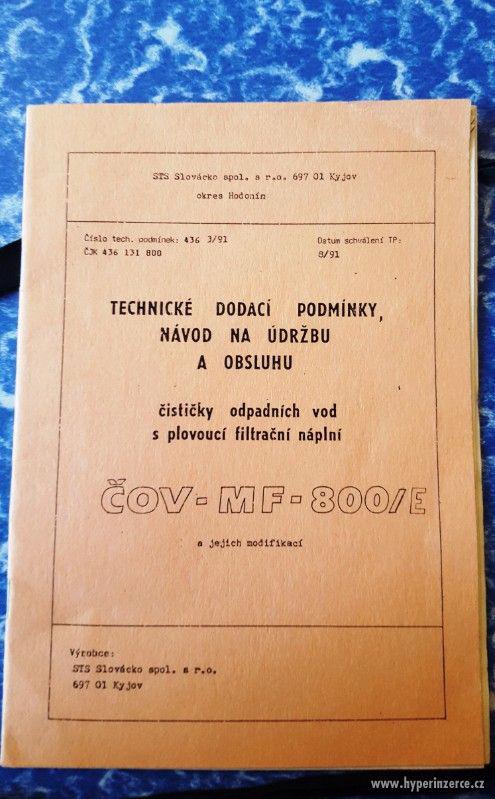 STS Slovácko spol. s r.o. 697 01 Kyjov
okres Hodonín
Číslo tech. podmínek: 436 3/91
Datum schválení TP:
ČJK 436 131 800
8/91
TECHNICKÉ DODACÍ PODMÍNKY,
NÁVOD NA ÚDRŽBU
A OBSLUHU
čističky odpadních vod
s plovoucí filtrační náplní
ČOV-MF-800/E
a jejich modifikací
Výrobce:
STS Slovácko spol. s r.o.
697 01 Kyjov
www.hyperinzerce.cz